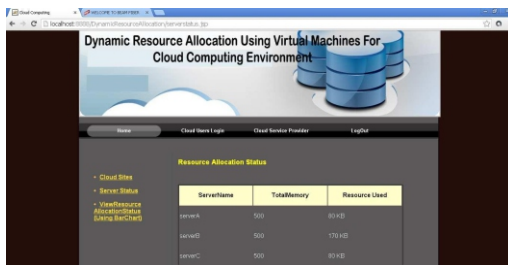 Cloud Computing
localhost:8080/DynamicResourceAllocation/serverstatus.jsp
Dynamic Resource Allocation Using Virtual Machines For
Cloud Computing Environment
Home Cloud Users Login Cloud Service Provider LogOut
Resource Allocation Status
Cloud Sites
Server Status
ViewResource
AllocationStatus
(Using BarChart)
ServerName TotalMemory Resource Used
serverA 500 80 KB
serverB 500 170 KB
serverC 500 80 KB